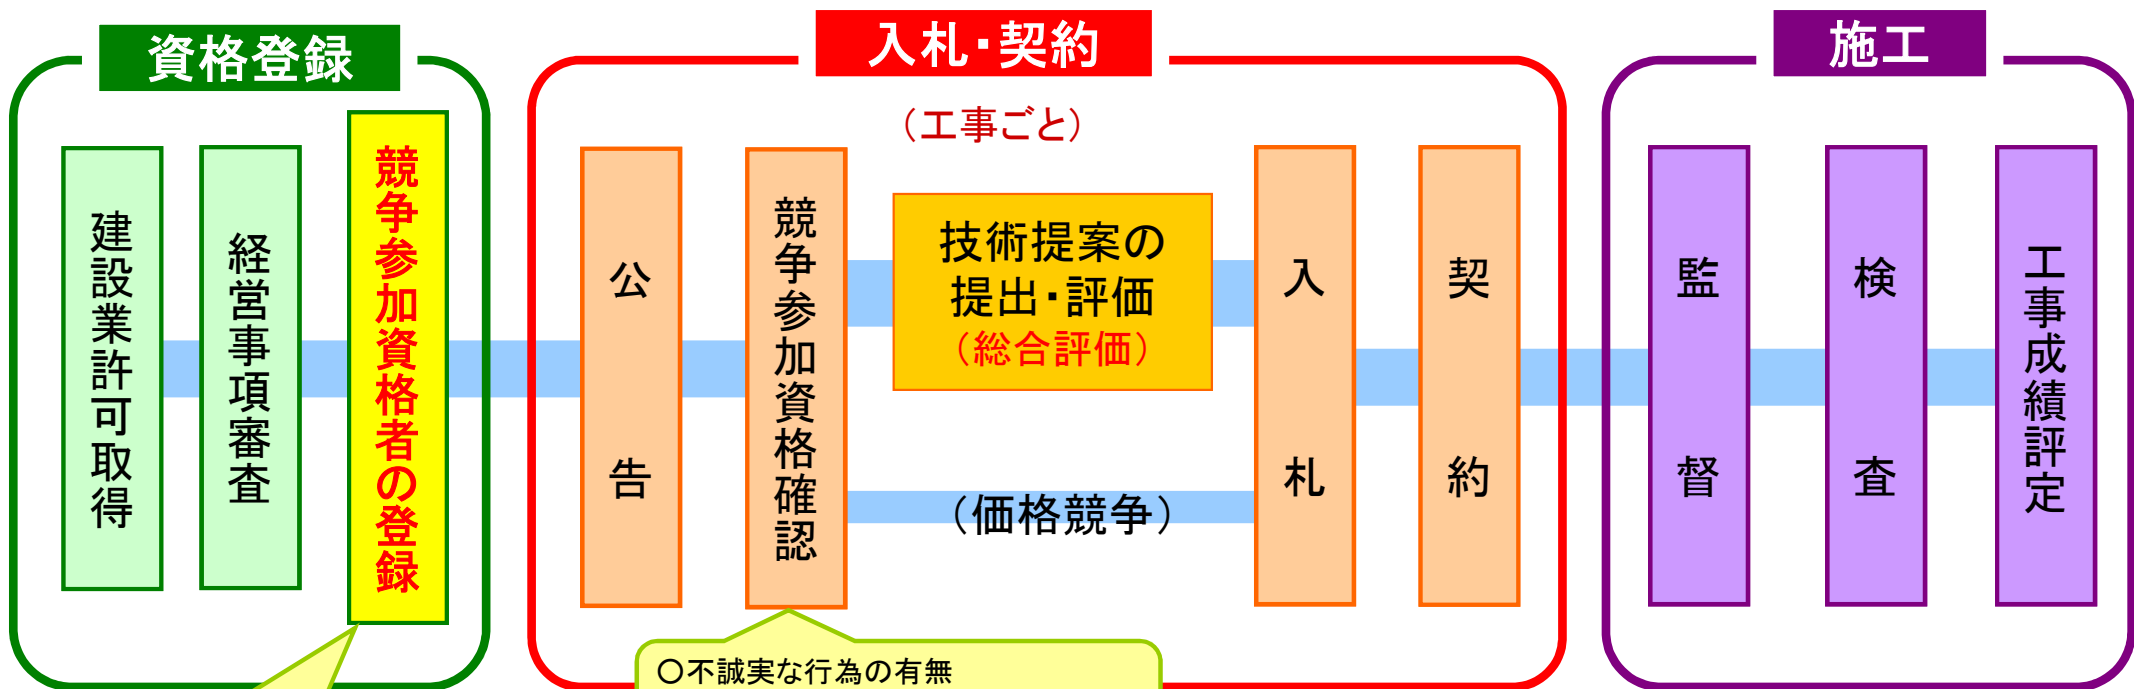 資格登録
建設業許可取得
経営事項審査
競争参加資格者の登録
入札・契約
（工事ごと）
公告
競争参加資格確認
技術提案の
提出・評価
（総合評価）
（価格競争）
入札
契約
〇不誠実な行為の有無
施工
監督
検査
工事成績評定